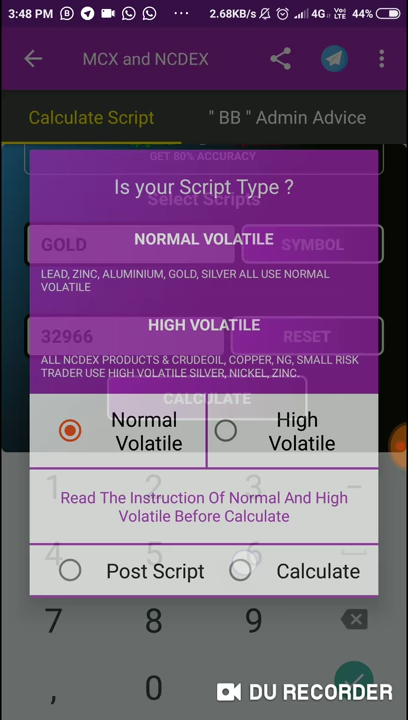 3:48 PM ... 2.68KB/s 4G VoLTE 44%
MCX and NCDEX
Calculate Script
" BB " Admin Advice
GET 80% ACCURACY
Is your Script Type ?
Select Scripts
GOLD
NORMAL VOLATILE
SYMBOL
LEAD, ZINC, ALUMINIUM, GOLD, SILVER ALL USE NORMAL
VOLATILE
HIGH VOLATILE
32966
RESET
ALL NCDEX PRODUCTS & CRUDEOIL, COPPER, NG, SMALL RISK
TRADER USE HIGH VOLATILE SILVER, NICKEL, ZINC.
CALCULATE
Normal
Volatile
High
Volatile
1 2 3 -
Read The Instruction Of Normal And High
Volatile Before Calculate
4 5 6
Post Script
Calculate
7 8 9
, 0
DU RECORDER